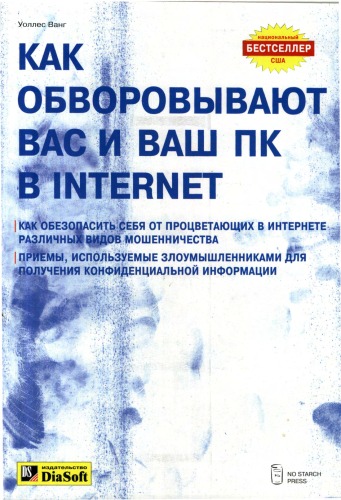 Уоллес Ванг
НАЦИОНАЛЬНЫЙ
БЕСТСЕЛЛЕР
США
КАК
ОБВОРОВЫВАЮТ
ВАС И ВАШ ПК
В INTERNET
КАК ОБЕЗОПАСИТЬ СЕБЯ ОТ ПРОЦВЕТАЮЩИХ В ИНТЕРНЕТЕ
РАЗЛИЧНЫХ ВИДОВ МОШЕННИЧЕСТВА
ПРИЕМЫ, ИСПОЛЬЗУЕМЫЕ ЗЛОУМЫШЛЕННИКАМИ ДЛЯ
ПОЛУЧЕНИЯ КОНФИДЕНЦИАЛЬНОЙ ИНФОРМАЦИИ
DS
издательство
DiaSoft
NO STARCH
PRESS